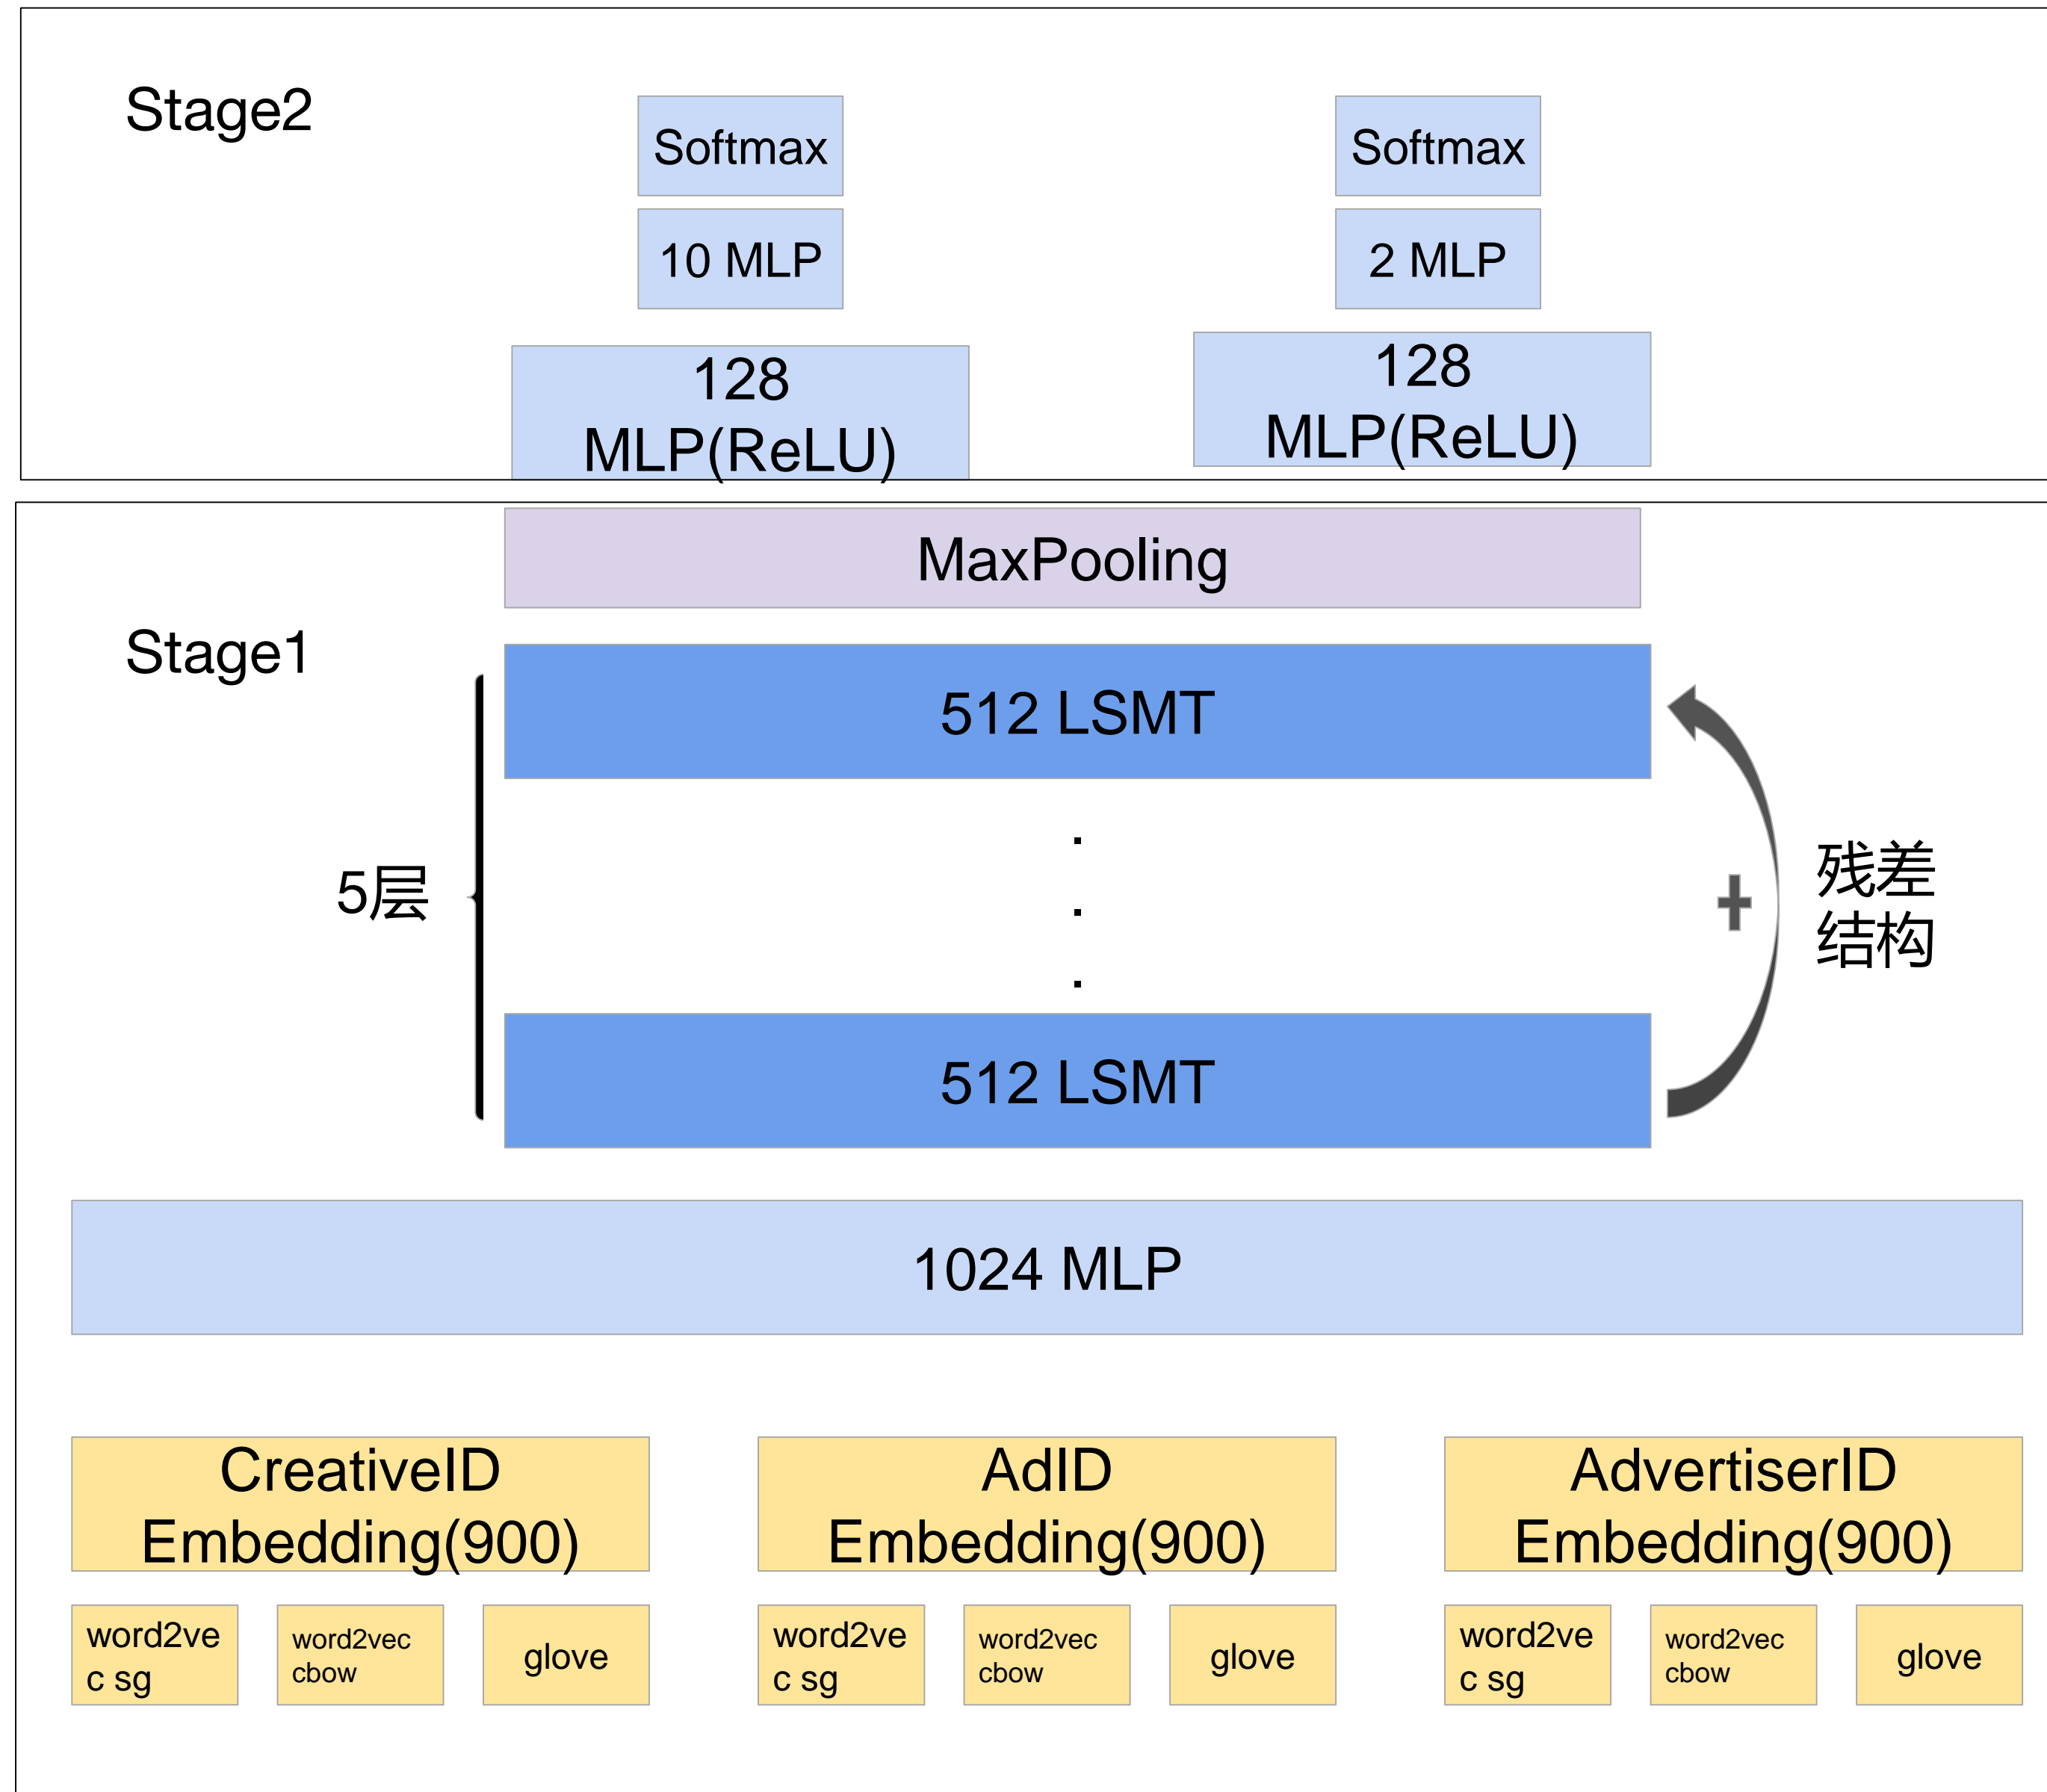 Stage2
Softmax
Softmax
10 MLP
2 MLP
128
MLP(ReLU)
128
MLP(ReLU)
MaxPooling
Stage1
512 LSMT
.
.
.
5层
残差
结构
512 LSMT
1024 MLP
CreativeID
Embedding(900)
AdID
Embedding(900)
AdvertiserID
Embedding(900)
word2ve
c sg
word2vec
cbow
glove
word2ve
c sg
word2vec
cbow
glove
word2ve
c sg
word2vec
cbow
glove